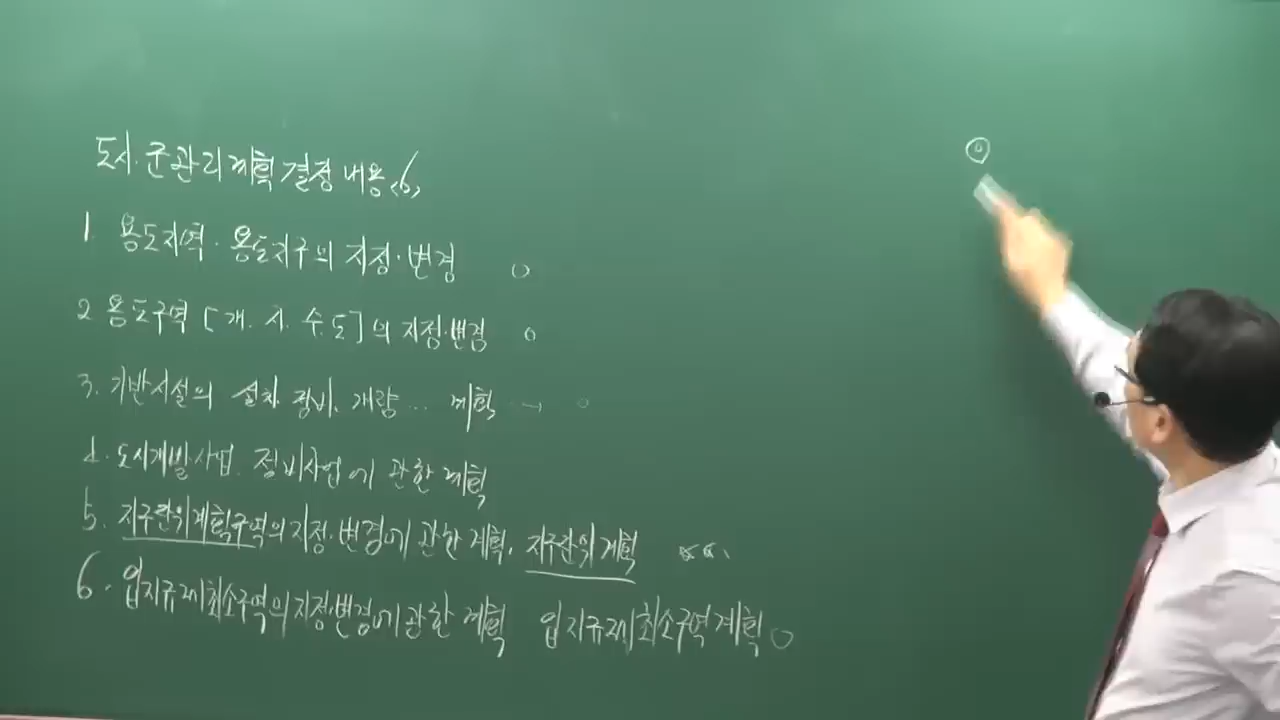 도시·군관리계획 결정 내용(6)
1. 용도지역·용도지구의 지정·변경 ○
2. 용도구역 [개. 시. 수. 도]의 지정·변경 ○
3. 기반시설의 설치. 정비. 개량... 계획 → ○
4. 도시개발사업. 정비사업에 관한 계획
5. 지구단위계획구역의 지정·변경에 관한 계획. 지구단위계획 ☆☆.
6. 입지규제최소구역의 지정·변경에 관한 계획 입지규제최소구역계획 ○